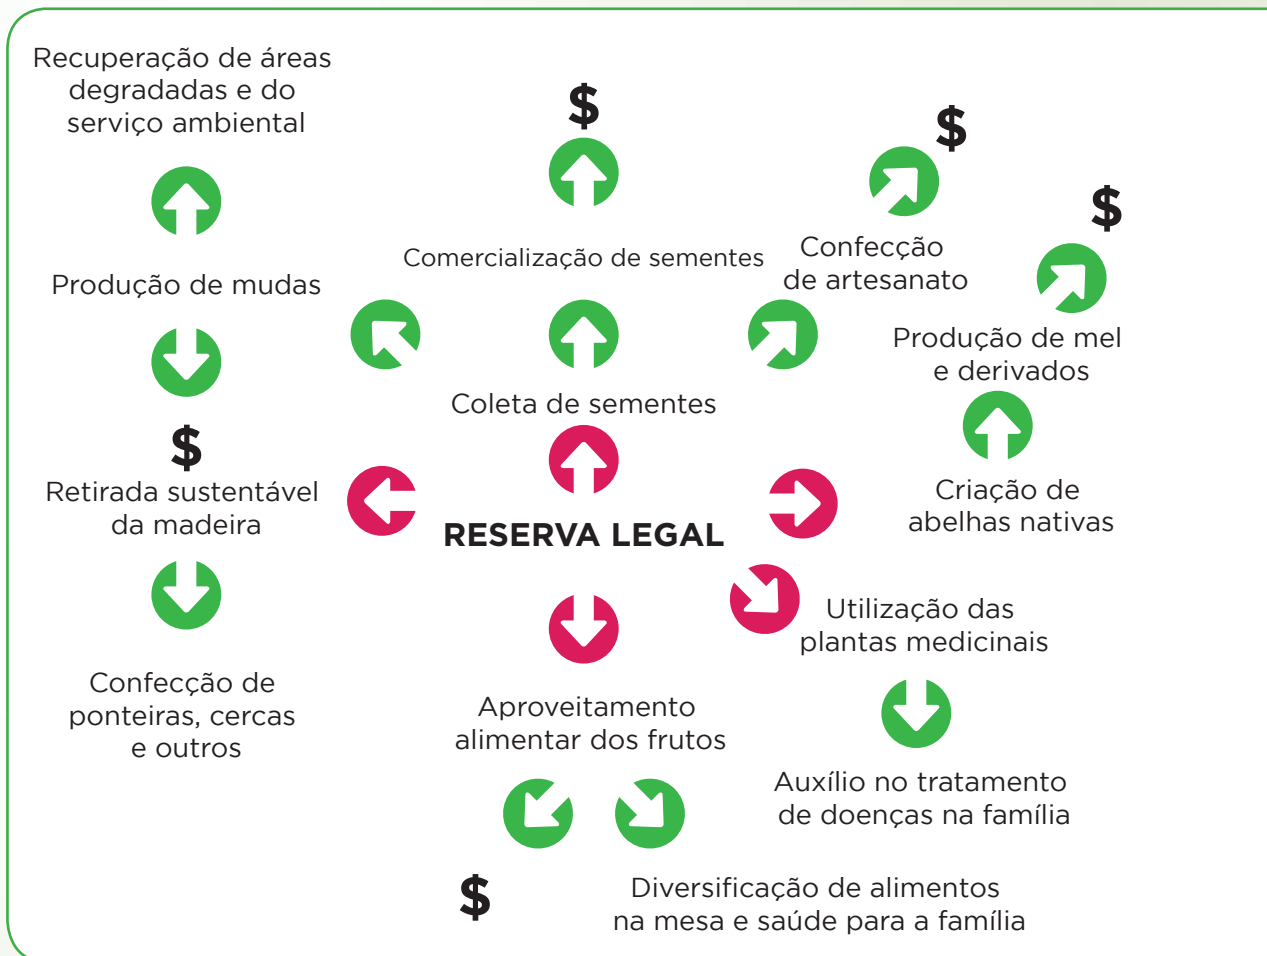 Recuperação de áreas
degradadas e do
serviço ambiental
$
$
$
Comercialização de sementes
Confecção
de artesanato
Produção de mudas
Produção de mel
e derivados
Coleta de sementes
$
Retirada sustentável
da madeira
Criação de
abelhas nativas
RESERVA LEGAL
Utilização das
plantas medicinais
Confecção de
ponteiras, cercas
e outros
Aproveitamento
alimentar dos frutos
Auxílio no tratamento
de doenças na família
$
Diversificação de alimentos
na mesa e saúde para a família